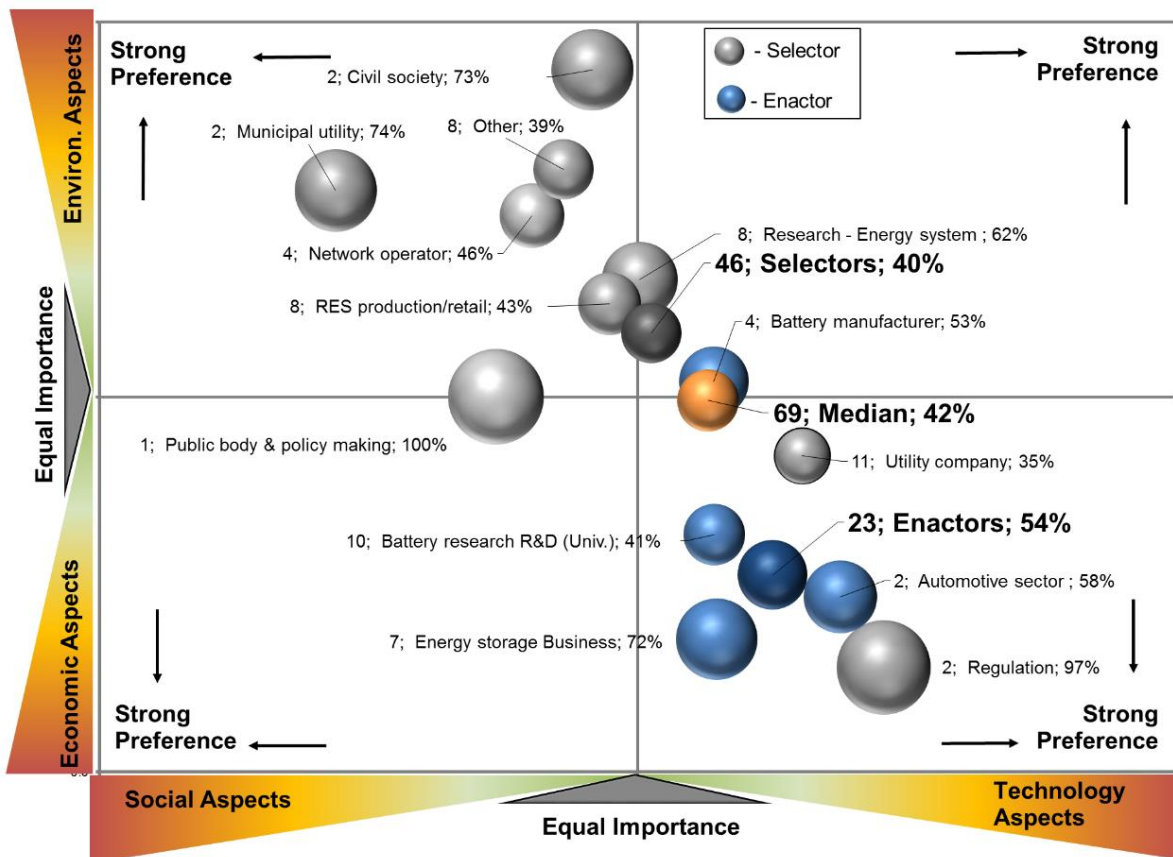 Strong
Preference
2; Civil society; 73%
- Selector
- Enactor
Strong
Preference
2; Municipal utility; 74%
8; Other; 39%
4; Network operator; 46%
8; Research - Energy system ; 62%
46; Selectors; 40%
8; RES production/retail; 43%
4; Battery manufacturer; 53%
69; Median; 42%
1; Public body & policy making; 100%
11; Utility company; 35%
23; Enactors; 54%
10; Battery research R&D (Univ.); 41%
2; Automotive sector ; 58%
7; Energy storage Business; 72%
2; Regulation; 97%
Strong
Preference
Strong
Preference
Environ. Aspects
Equal Importance
Economic Aspects
Social Aspects
Equal Importance
Technology
Aspects